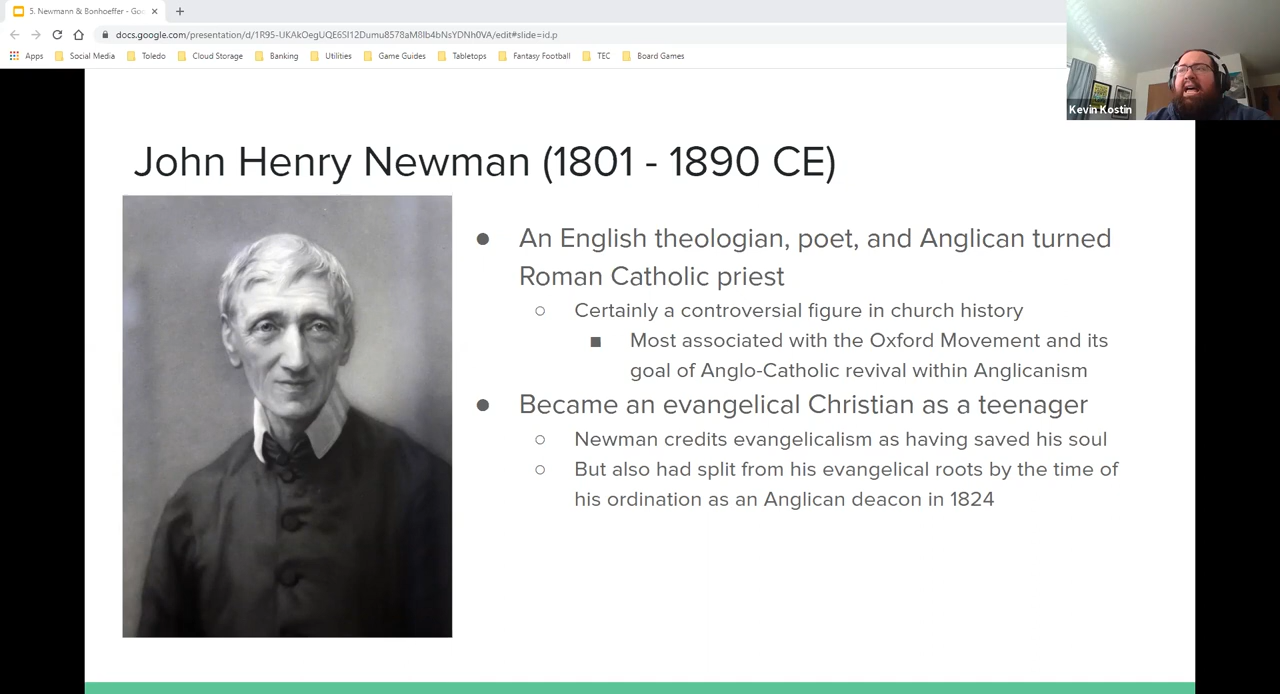 5. Newmann & Bonhoeffer - Goo
docs.google.com/presentation/d/1R95-UKAkOegUQE6SI12Dumu8578aM8Ib4bNsYDNh0VA/edit#slide=id.p
Apps Social Media Toledo Cloud Storage Banking Utilities Game Guides Tabletops Fantasy Football TEC Board Games
Kevin Kostin
John Henry Newman (1801 - 1890 CE)
● An English theologian, poet, and Anglican turned
Roman Catholic priest
○ Certainly a controversial figure in church history
■ Most associated with the Oxford Movement and its
goal of Anglo-Catholic revival within Anglicanism
● Became an evangelical Christian as a teenager
○ Newman credits evangelicalism as having saved his soul
○ But also had split from his evangelical roots by the time of
his ordination as an Anglican deacon in 1824